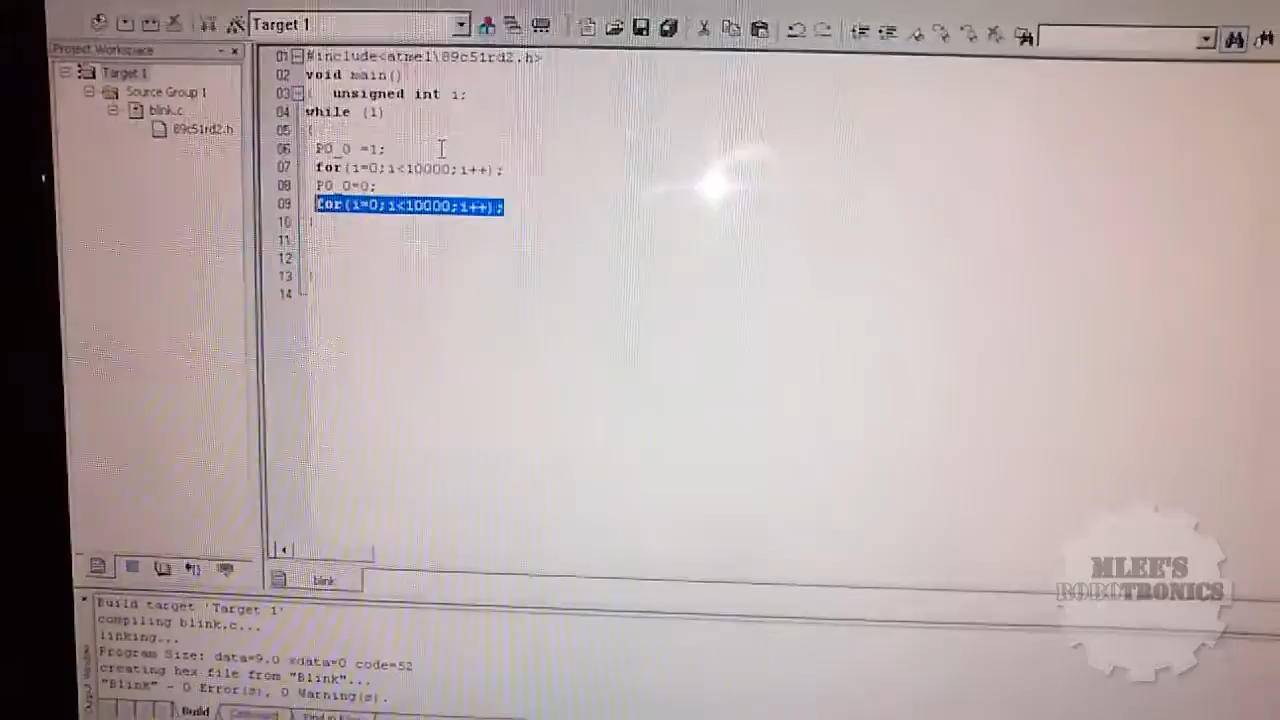 Target 1
Project Workspace
Target 1
Source Group 1
blink.c
89c51rd2.h
01 #include<atmel\89c51rd2.h>
02 void main()
03 { unsigned int i;
04 while (1)
05 {
06 P0_0 =1;
07 for(i=0;i<10000;i++);
08 P0_0=0;
09 for(i=0;i<10000;i++);
10 }
11
12
13 }
14
blink
Build target 'Target 1'
compiling blink.c...
linking...
Program Size: data=9.0 xdata=0 code=52
creating hex file from "Blink"...
"Blink" - 0 Error(s), 0 Warning(s).
Build
MLEE'S
ROBOTRONICS